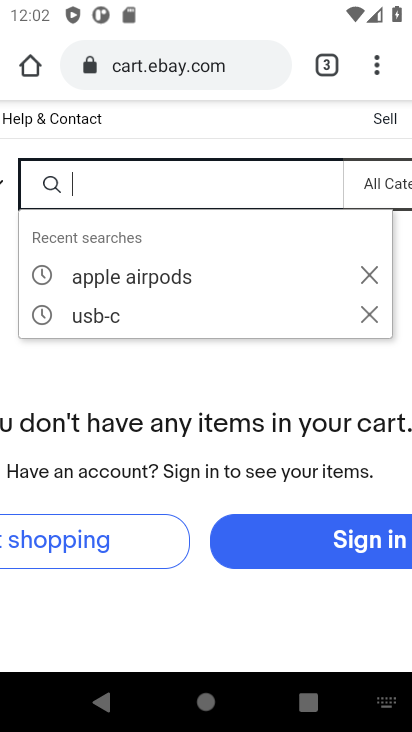 12:02
cart.ebay.com
3
Help & Contact
Sell
All Cate
Recent searches
apple airpods
usb-c
u don't have any items in your cart.
Have an account? Sign in to see your items.
t shopping
Sign in